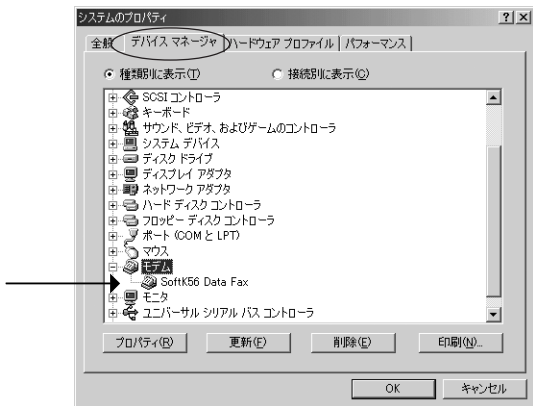 システムのプロパティ
全般 デバイス マネージャ ハードウェア プロファイル パフォーマンス
種類別に表示(T) 接続別に表示(C)
SCSI コントローラ
キーボード
サウンド、ビデオ、およびゲームのコントローラ
システム デバイス
ディスク ドライブ
ディスプレイ アダプタ
ネットワーク アダプタ
ハード ディスク コントローラ
フロッピー ディスク コントローラ
ポート (COM と LPT)
マウス
モデム
SoftK56 Data Fax
モニタ
ユニバーサル シリアル バス コントローラ
プロパティ(R) 更新(F) 削除(E) 印刷(N)...
OK キャンセル